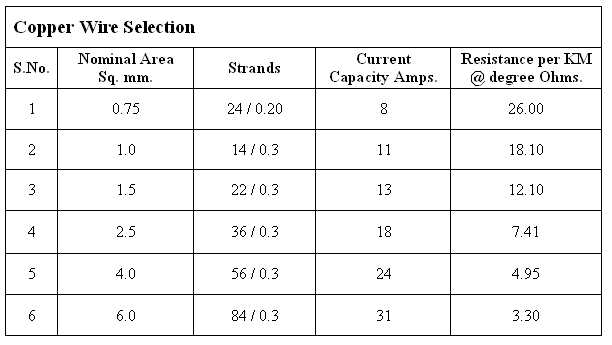 Copper Wire Selection
S.No. Nominal Area Sq. mm. Strands Current Capacity Amps. Resistance per KM @ degree Ohms.
1 0.75 24 / 0.20 8 26.00
2 1.0 14 / 0.3 11 18.10
3 1.5 22 / 0.3 13 12.10
4 2.5 36 / 0.3 18 7.41
5 4.0 56 / 0.3 24 4.95
6 6.0 84 / 0.3 31 3.30